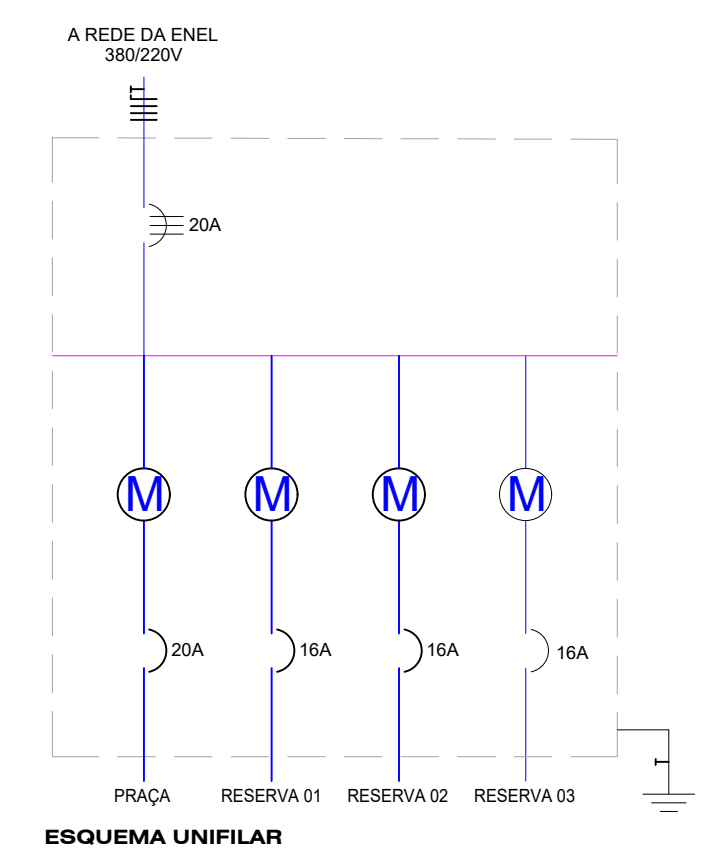 A REDE DA ENEL
380/220V
20A
M M M M
20A 16A 16A 16A
PRAÇA RESERVA 01 RESERVA 02 RESERVA 03
ESQUEMA UNIFILAR